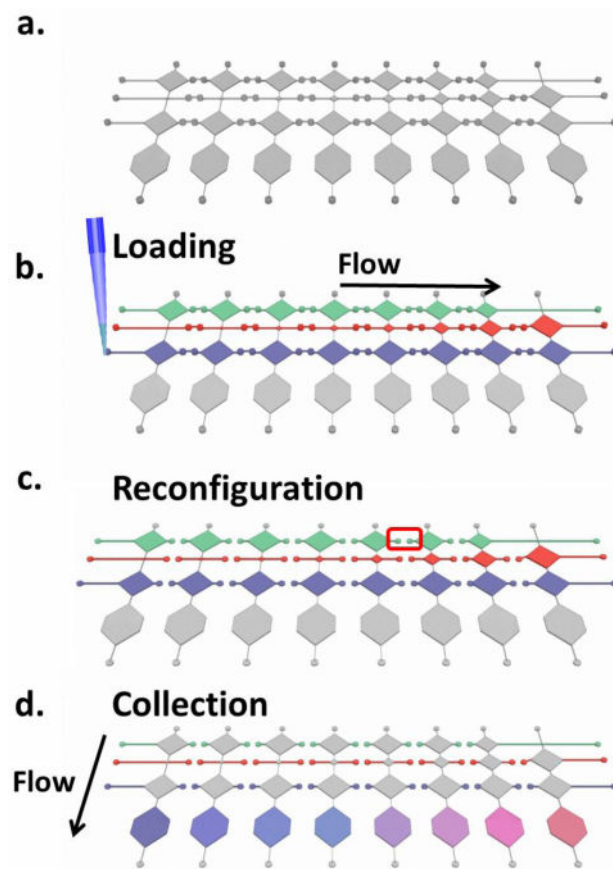 a.
Loading
b.
Flow
c.
Reconfiguration
d.
Collection
Flow